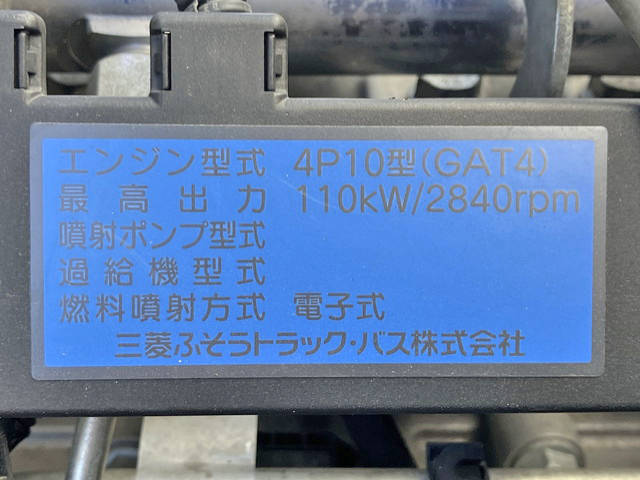 エンジン型式 4P10型(GAT4)
最高出力 110kW/2840rpm
噴射ポンプ型式
過給機型式
燃料噴射方式 電子式
三菱ふそうトラック・バス株式会社